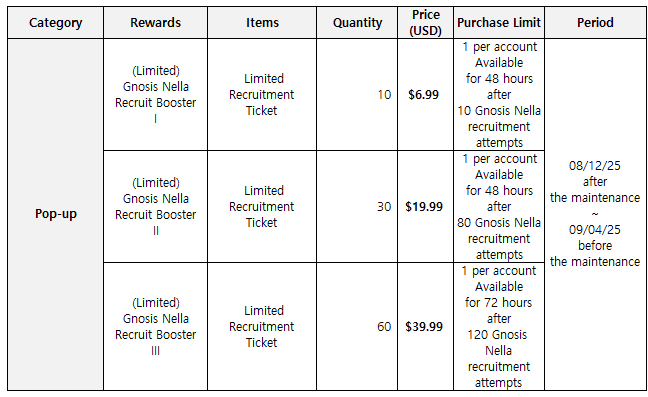 Category
Rewards
Items
Quantity
Price
(USD)
Purchase Limit
Period
Pop-up
(Limited)
Gnosis Nella
Recruit Booster
I
Limited
Recruitment
Ticket
10
$6.99
1 per account
Available
for 48 hours
after
10 Gnosis Nella
recruitment
attempts
(Limited)
Gnosis Nella
Recruit Booster
II
Limited
Recruitment
Ticket
30
$19.99
1 per account
Available
for 48 hours
after
80 Gnosis Nella
recruitment
attempts
(Limited)
Gnosis Nella
Recruit Booster
III
Limited
Recruitment
Ticket
60
$39.99
1 per account
Available
for 72 hours
after
120 Gnosis
Nella
recruitment
attempts
08/12/25
after
the maintenance
~
09/04/25
before
the maintenance